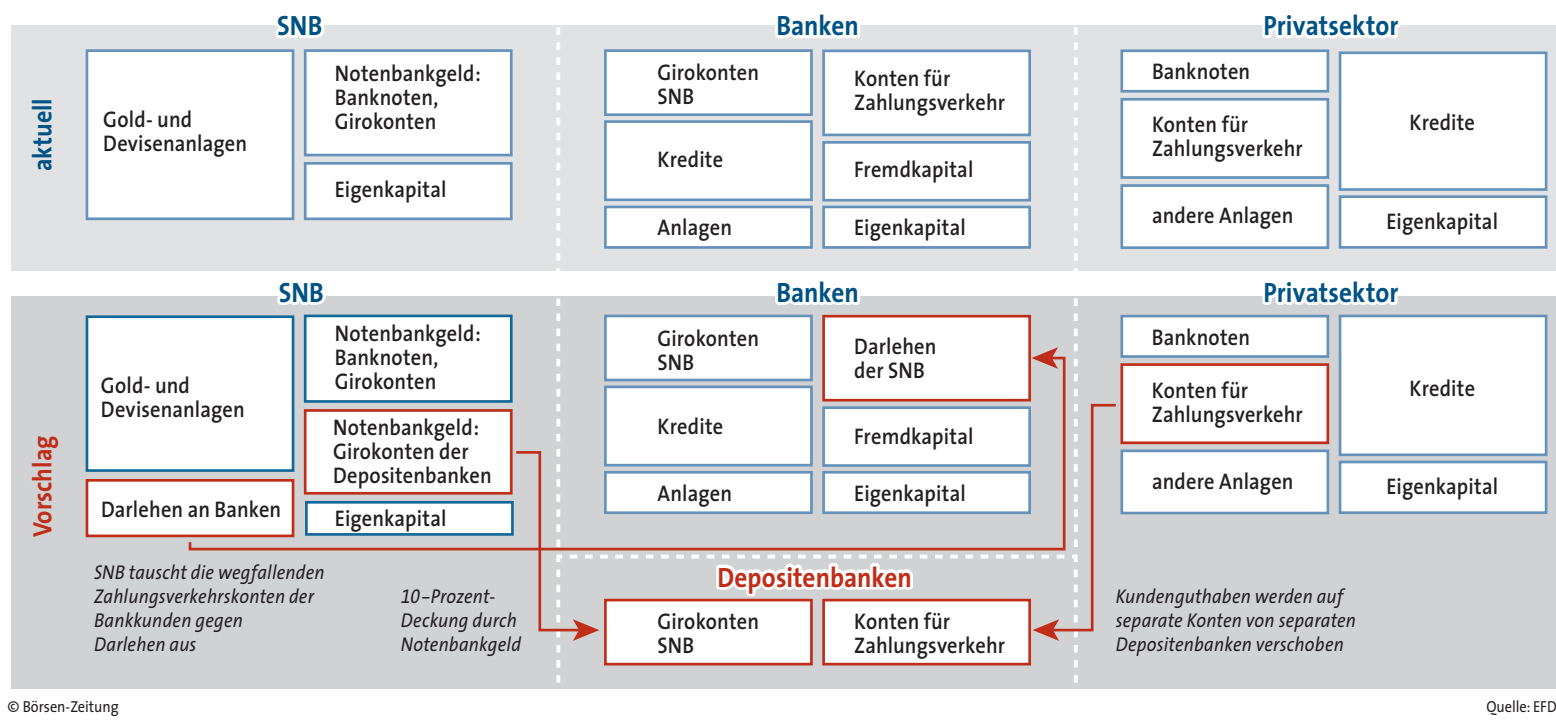 SNB
Banken
Privatsektor
aktuell
Gold- und
Devisenanlagen
Notenbankgeld:
Banknoten,
Girokonten
Eigenkapital
Girokonten
SNB
Kredite
Anlagen
Konten für
Zahlungsverkehr
Fremdkapital
Eigenkapital
Banknoten
Konten für
Zahlungsverkehr
andere Anlagen
Kredite
Eigenkapital
SNB
Banken
Privatsektor
Vorschlag
Gold- und
Devisenanlagen
Darlehen an Banken
Notenbankgeld:
Banknoten,
Girokonten
Notenbankgeld:
Girokonten der
Depositenbanken
Eigenkapital
Girokonten
SNB
Kredite
Anlagen
Darlehen
der SNB
Fremdkapital
Eigenkapital
Banknoten
Konten für
Zahlungsverkehr
andere Anlagen
Kredite
Eigenkapital
SNB tauscht die wegfallenden
Zahlungsverkehrskonten der
Bankkunden gegen
Darlehen aus
10–Prozent-
Deckung durch
Notenbankgeld
Depositenbanken
Girokonten
SNB
Konten für
Zahlungsverkehr
Kundenguthaben werden auf
separate Konten von separaten
Depositenbanken verschoben
© Börsen-Zeitung
Quelle: EFD